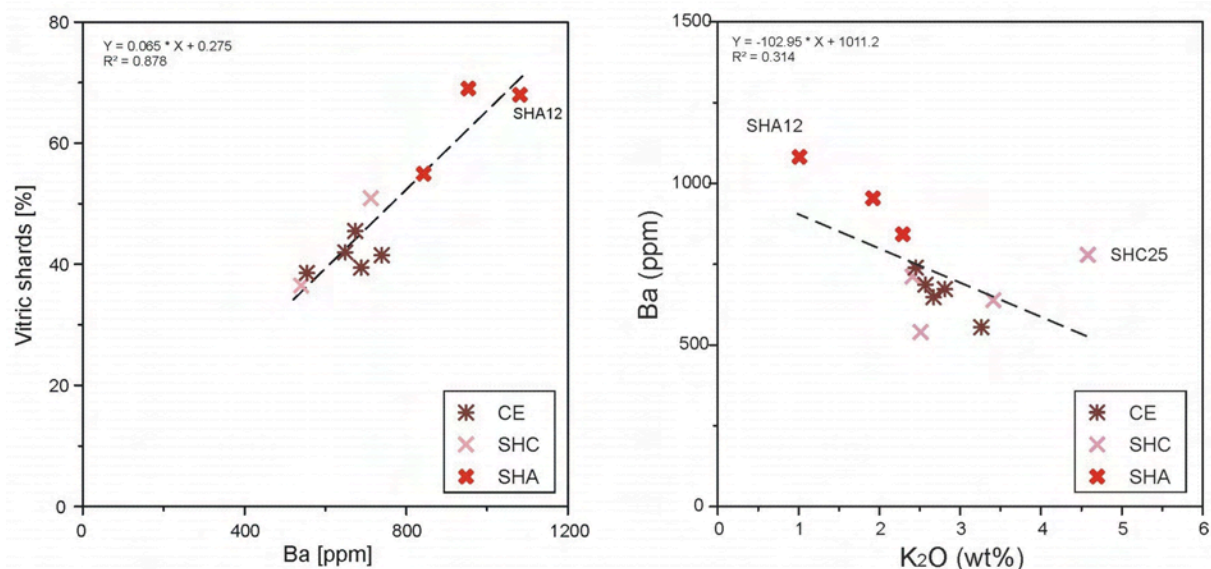 Y = 0.065 * X + 0.275
R² = 0.878
80
60
40
20
0
Vitric shards [%]
SHA12
CE
SHC
SHA
0
400
800
1200
Ba [ppm]
Y = -102.95 * X + 1011.2
R² = 0.314
1500
1000
500
0
Ba (ppm)
SHA12
SHC25
CE
SHC
SHA
0
1
2
3
4
5
6
K2O (wt%)